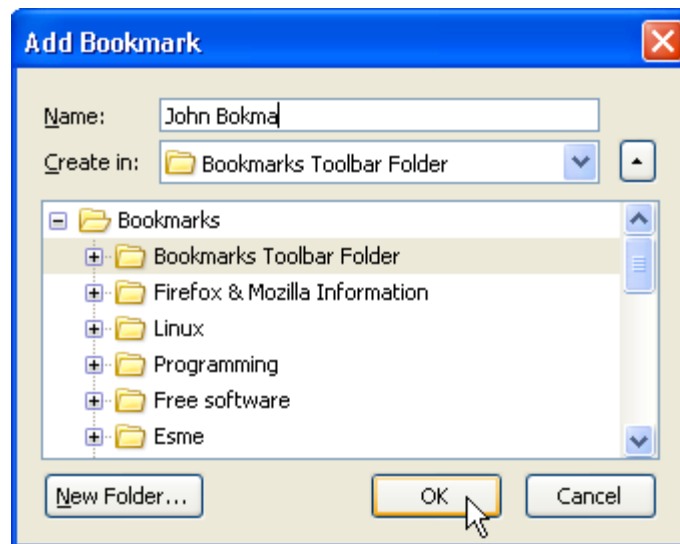 Add Bookmark
Name: John Bokma
Create in: Bookmarks Toolbar Folder
Bookmarks
Bookmarks Toolbar Folder
Firefox & Mozilla Information
Linux
Programming
Free software
Esme
New Folder... OK Cancel